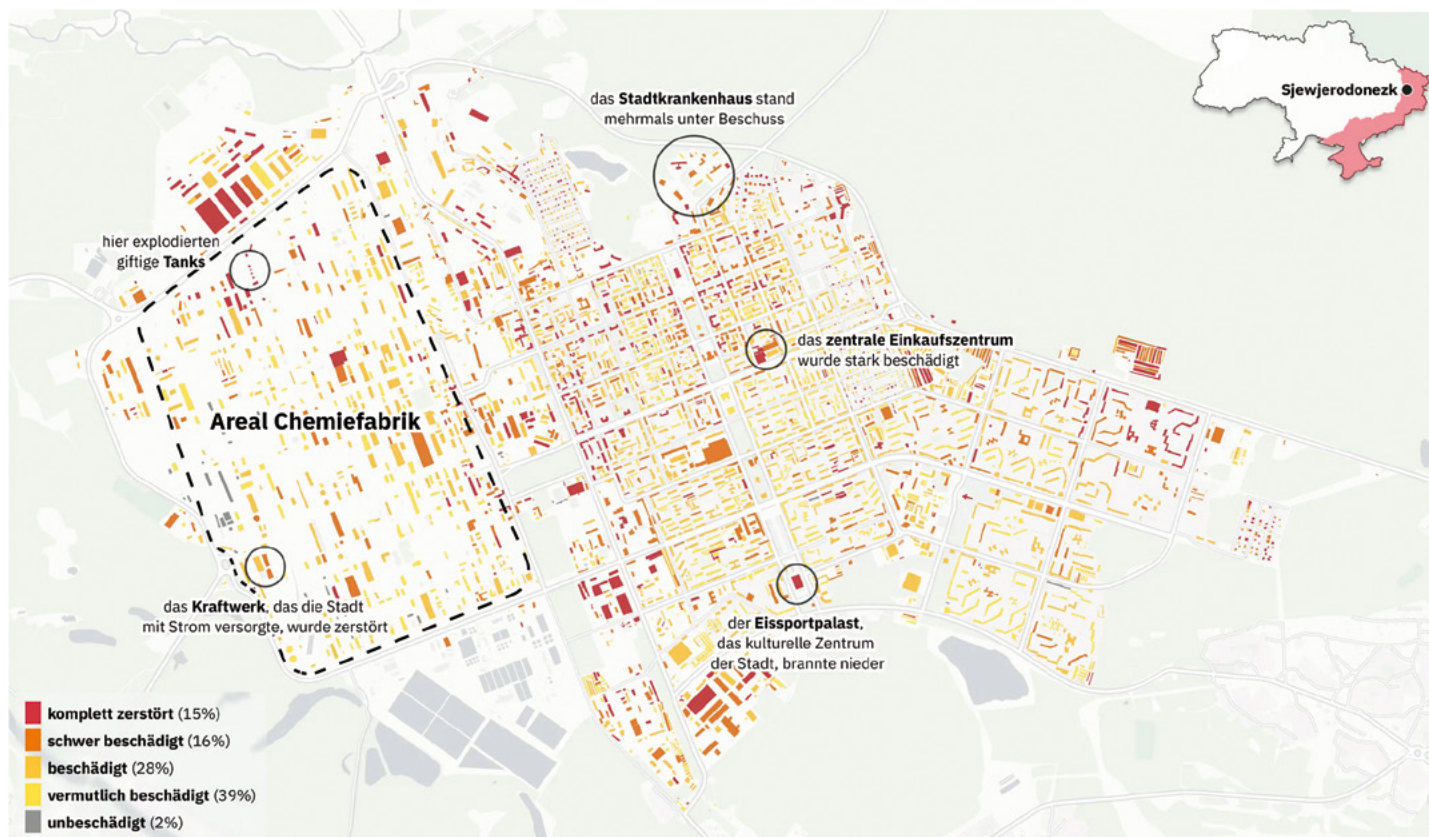 das Stadtkrankenhaus stand
mehrmals unter Beschuss
Sjewjerodonezk
hier explodierten
giftige Tanks
das zentrale Einkaufszentrum
wurde stark beschädigt
Areal Chemiefabrik
das Kraftwerk, das die Stadt
mit Strom versorgte, wurde zerstört
der Eissportpalast,
das kulturelle Zentrum
der Stadt, brannte nieder
komplett zerstört (15%)
schwer beschädigt (16%)
beschädigt (28%)
vermutlich beschädigt (39%)
unbeschädigt (2%)